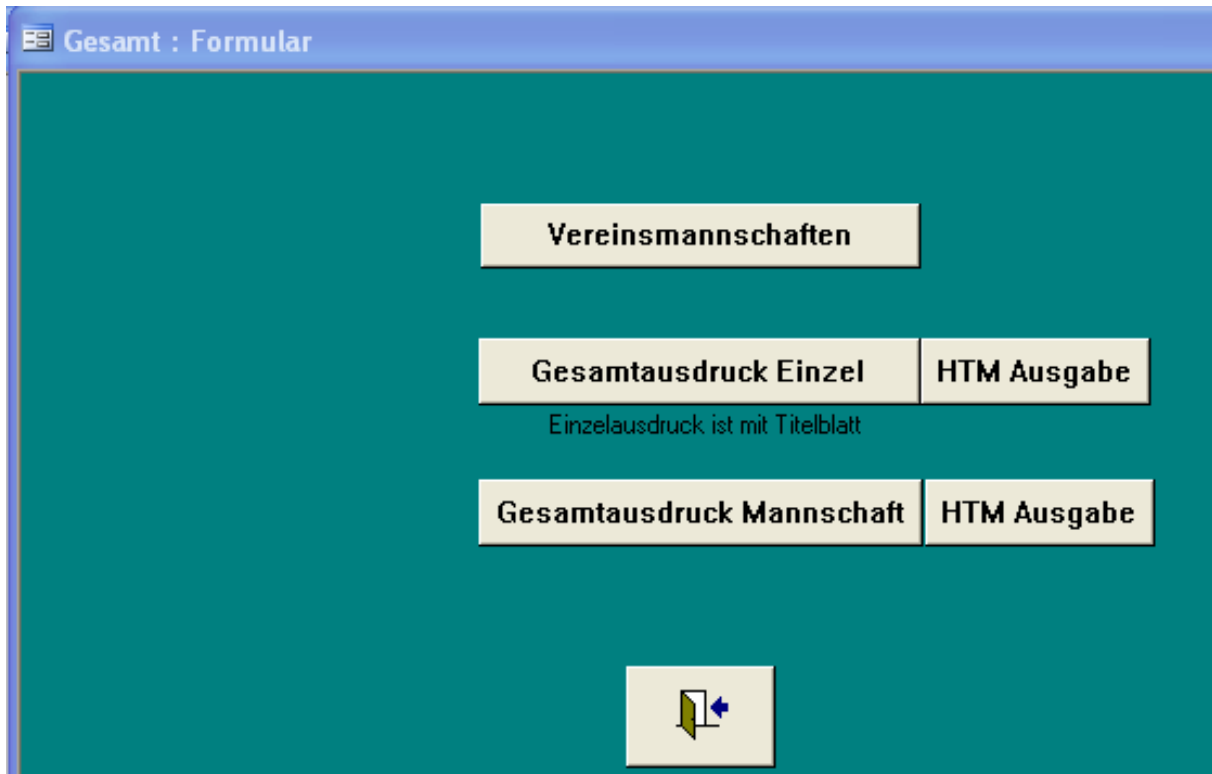 Gesamt : Formular
Vereinsmannschaften
Gesamtausdruck Einzel HTM Ausgabe
Einzelausdruck ist mit Titelblatt
Gesamtausdruck Mannschaft HTM Ausgabe